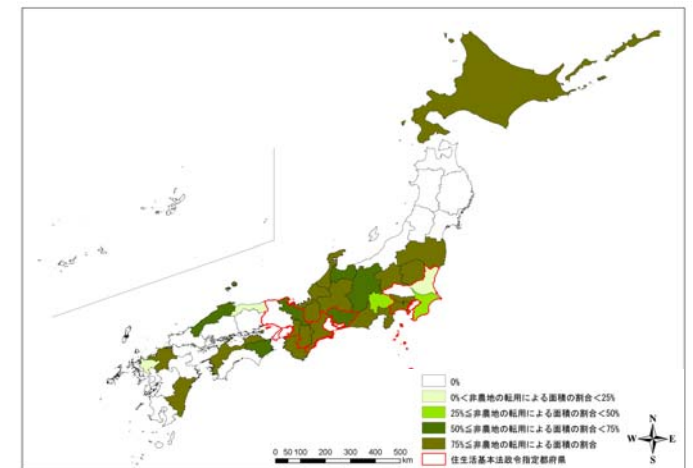 0%
0%<非農地の転用による面積の割合<25%
25%≦非農地の転用による面積の割合<50%
50%≦非農地の転用による面積の割合<75%
75%≦非農地の転用による面積の割合
住生活基本法政令指定都府県
0 50 100 200 300 400 500
km
N
W E
S